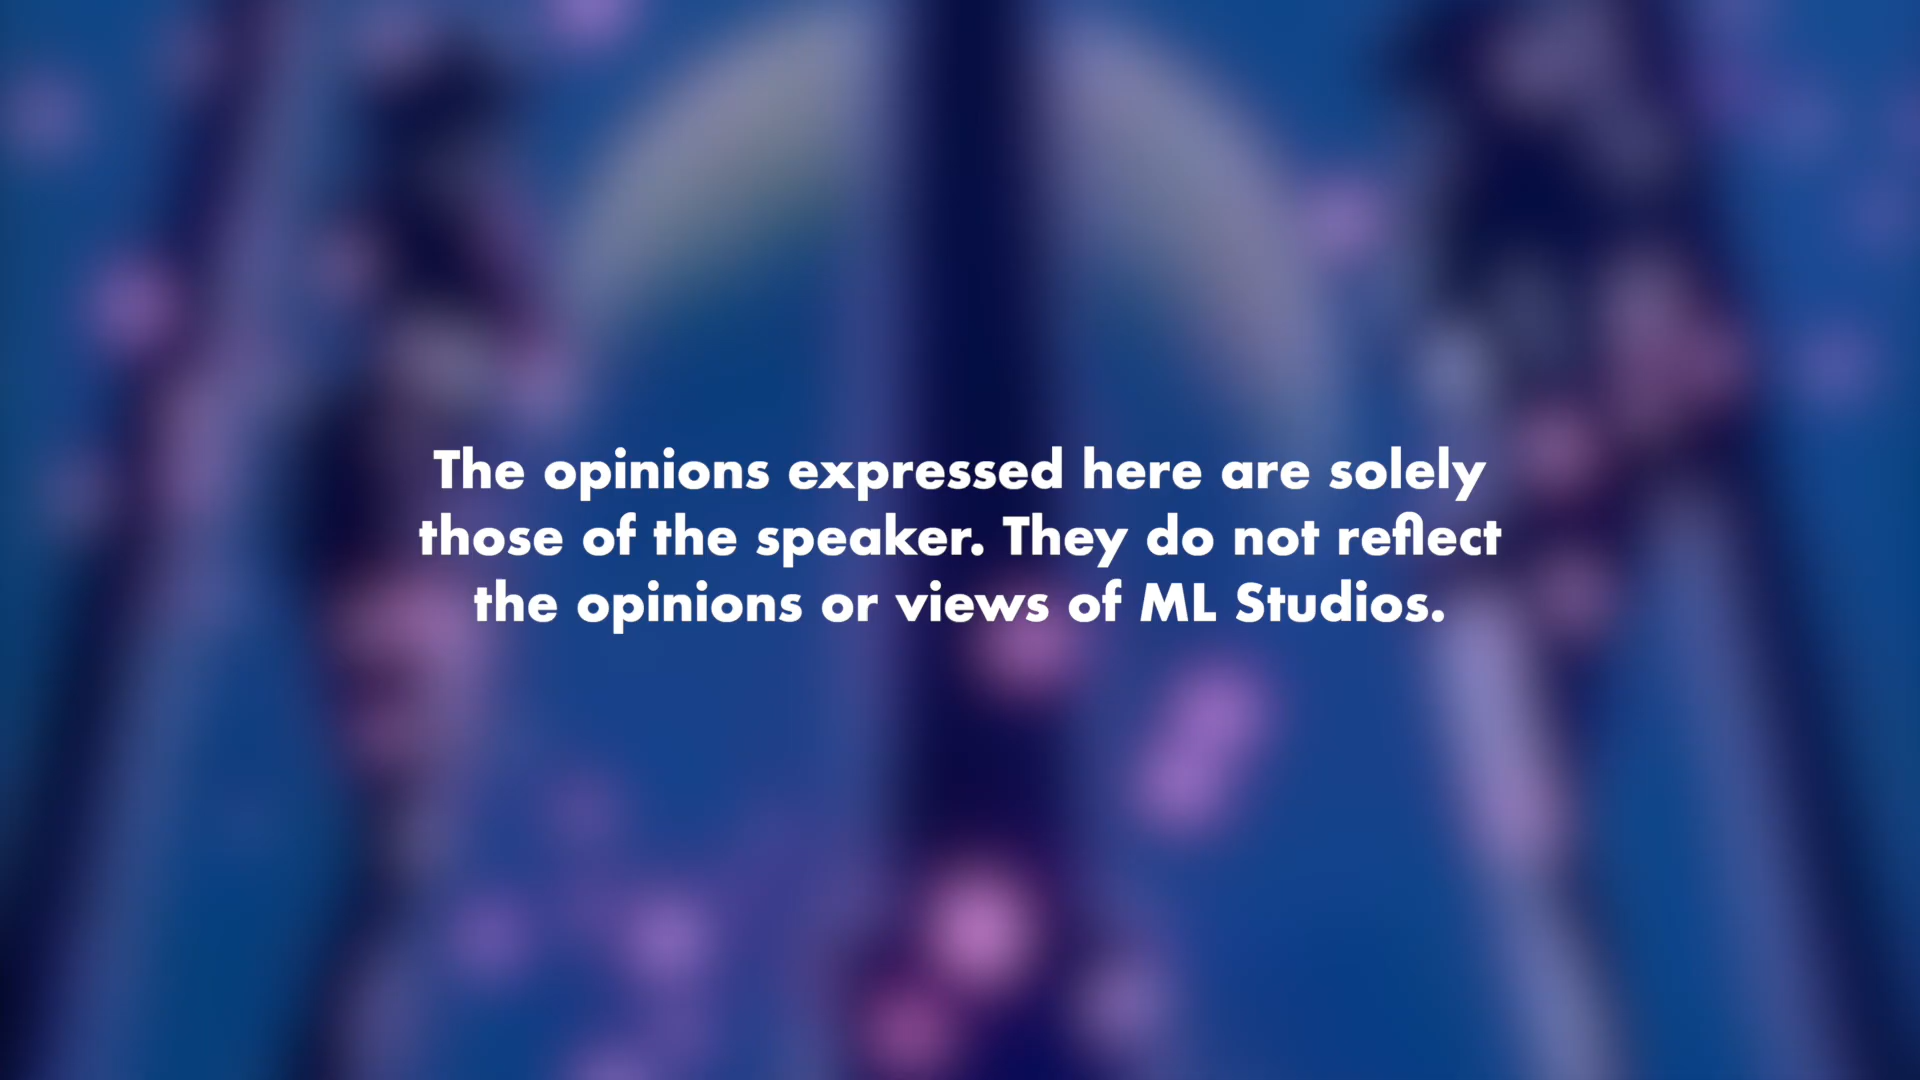 The opinions expressed here are solely
those of the speaker. They do not reflect
the opinions or views of ML Studios.